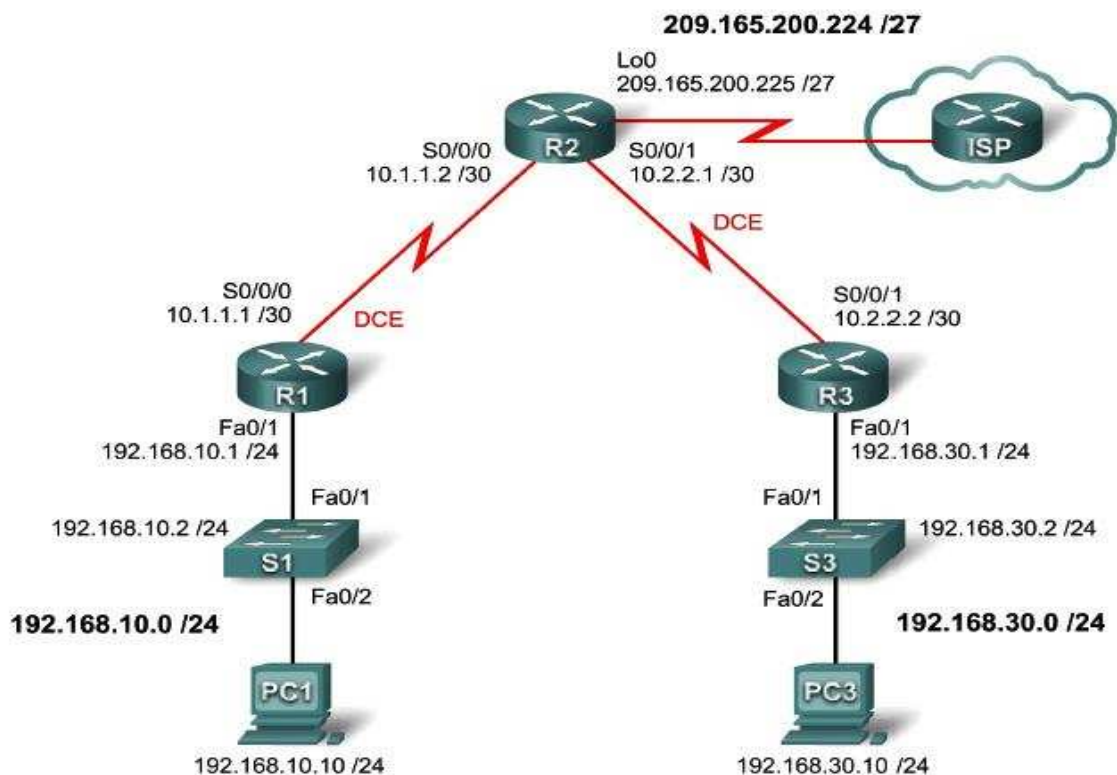 209.165.200.224 /27
Lo0
209.165.200.225 /27
R2
ISP
S0/0/0
10.1.1.2 /30
S0/0/1
10.2.2.1 /30
DCE
S0/0/0
10.1.1.1 /30
DCE
S0/0/1
10.2.2.2 /30
R1
R3
Fa0/1
192.168.10.1 /24
Fa0/1
192.168.30.1 /24
Fa0/1
192.168.10.2 /24
S1
Fa0/1
192.168.30.2 /24
S3
Fa0/2
192.168.10.0 /24
Fa0/2
192.168.30.0 /24
PC1
PC3
192.168.10.10 /24
192.168.30.10 /24